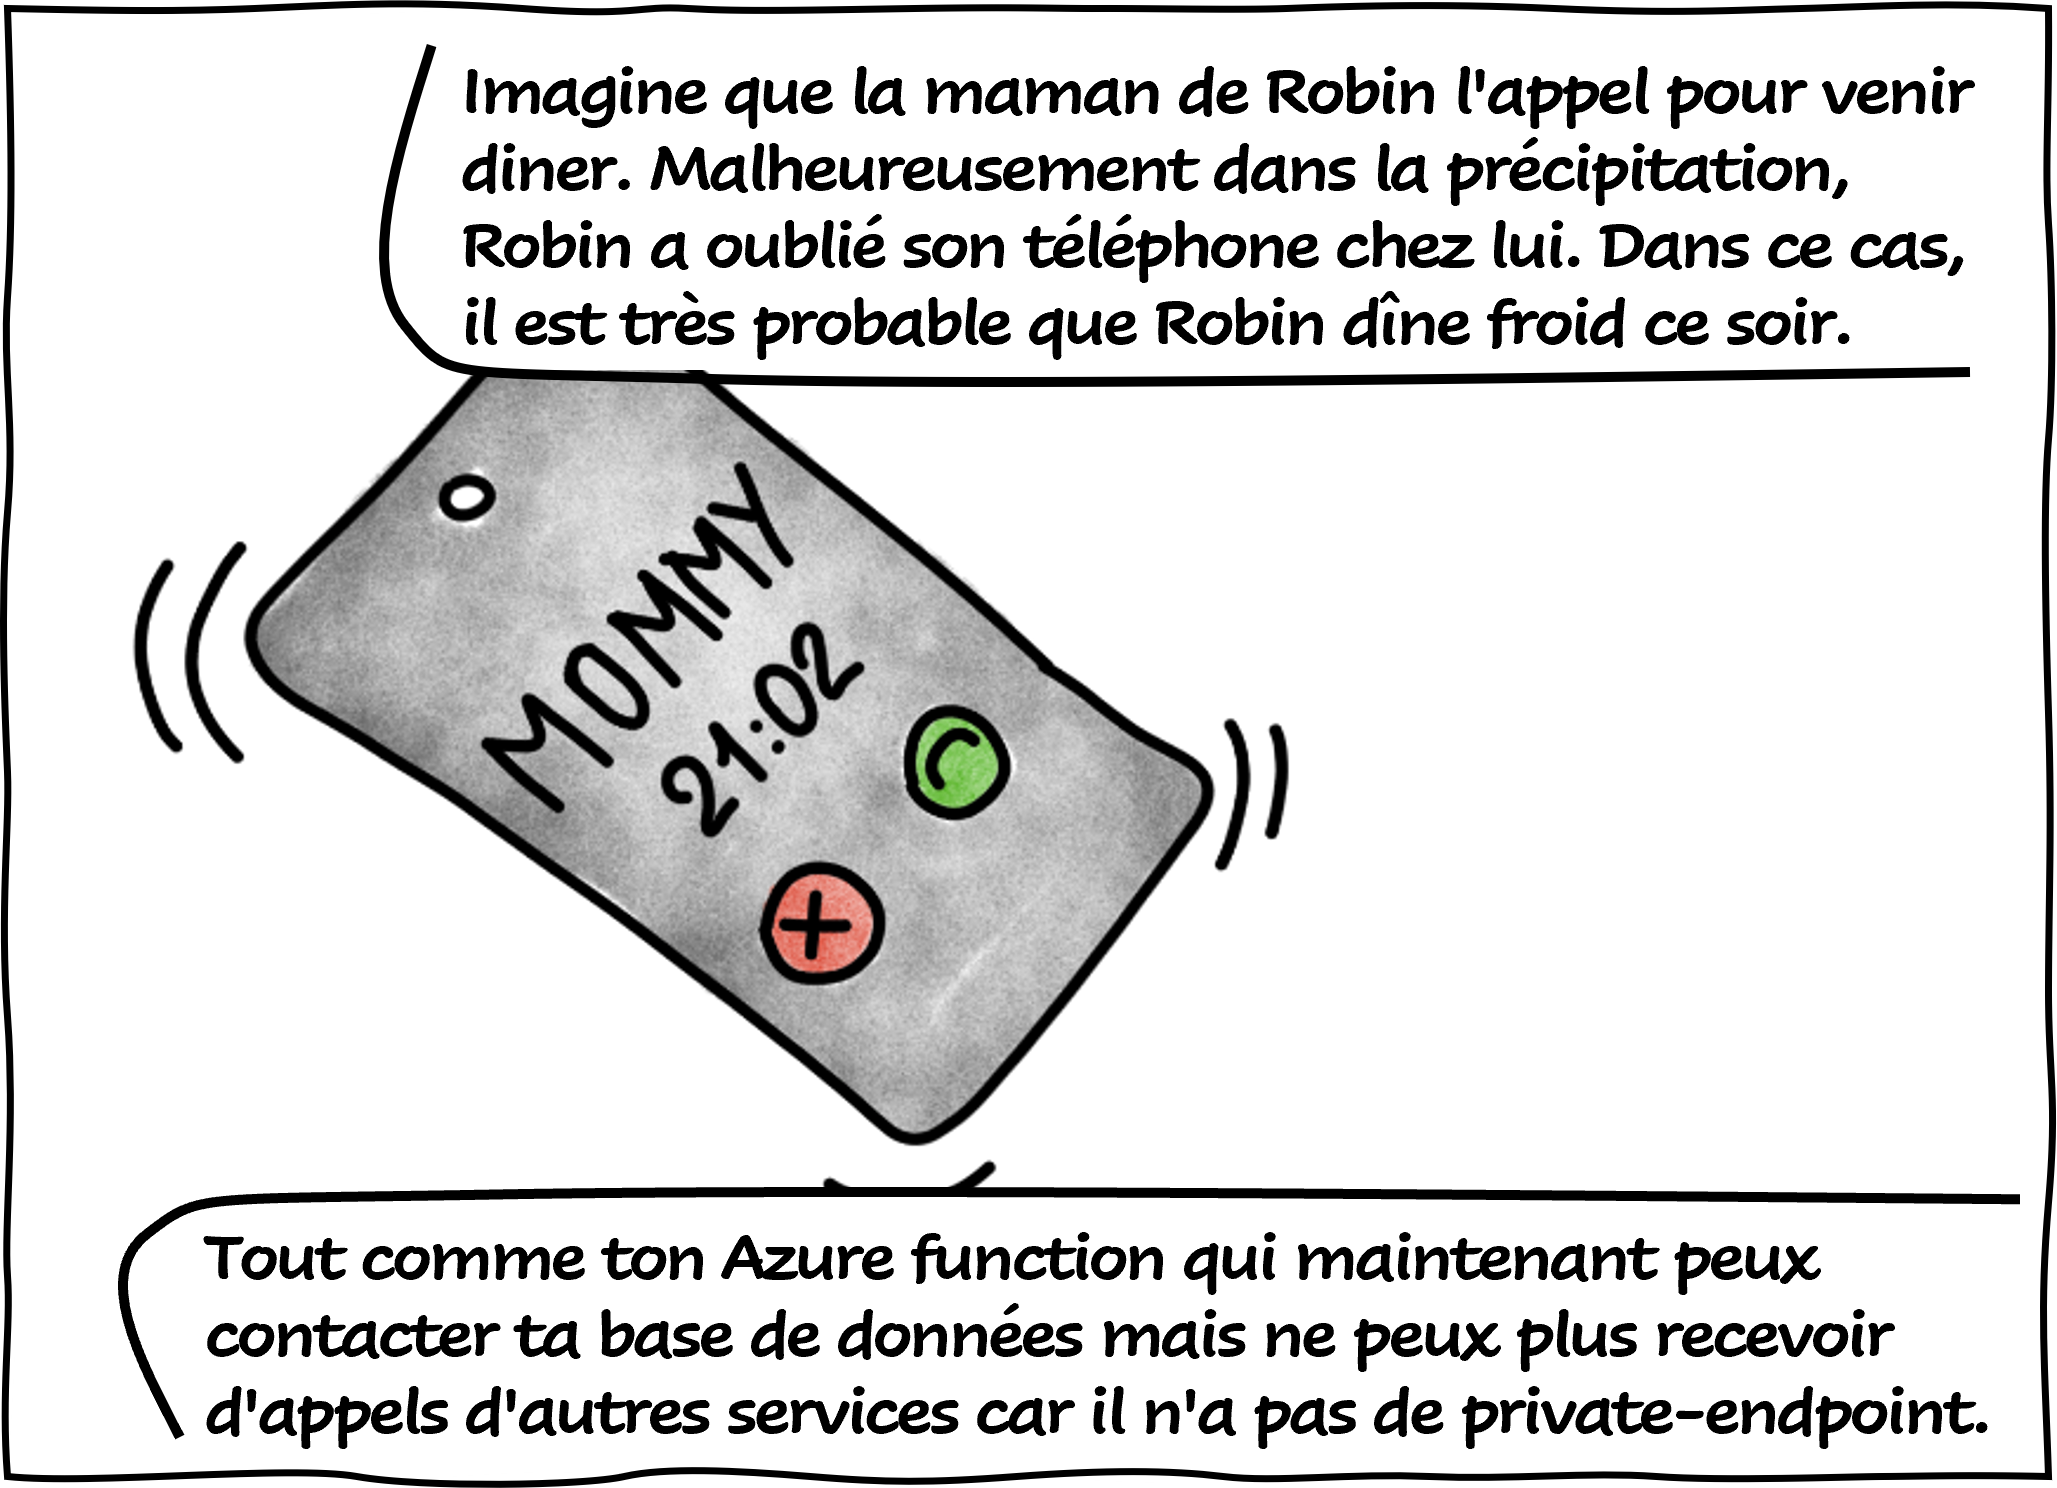 Imagine que la maman de Robin l'appel pour venir
diner. Malheureusement dans la précipitation,
Robin a oublié son téléphone chez lui. Dans ce cas,
il est très probable que Robin dîne froid ce soir.
MOMMY
21:02
Tout comme ton Azure function qui maintenant peux
contacter ta base de données mais ne peux plus recevoir
d'appels d'autres services car il n'a pas de private-endpoint.